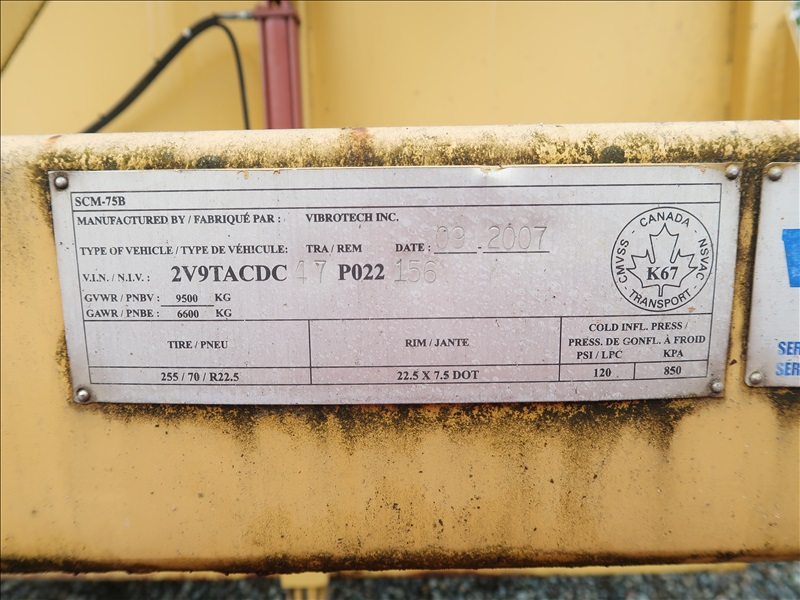 SCM-75B
MANUFACTURED BY / FABRIQUÉ PAR : VIBROTECH INC.
TYPE OF VEHICLE / TYPE DE VÉHICULE: TRA / REM DATE : 09 - 2007
V.I.N. / N.I.V. : 2V9TACDC 47 P022 156
GVWR / PNBV : 9500 KG
GAWR / PNBE : 6600 KG
CANADA
CMVSS - NSVAC
K67
TRANSPORT
TIRE / PNEU RIM / JANTE COLD INFL. PRESS /
PRESS. DE GONFL. À FROID
PSI / LPC KPA
255 / 70 / R22.5 22.5 X 7.5 DOT 120 850